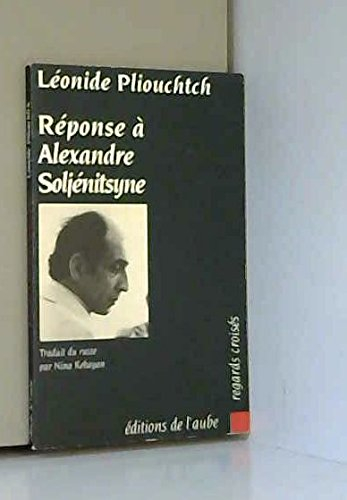 Léonide Pliouchtch
Réponse à
Alexandre
Soljénitsyne
Traduit du russe
par Nina Kehayan
regards croisés
éditions de l'aube